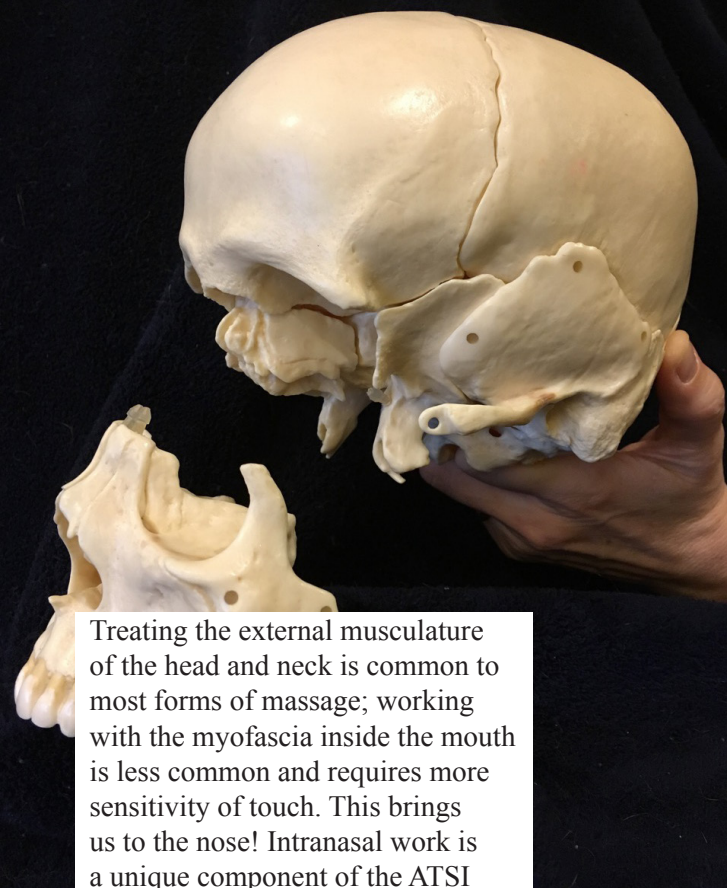 Treating the external musculature
of the head and neck is common to
most forms of massage; working
with the myofascia inside the mouth
is less common and requires more
sensitivity of touch. This brings
us to the nose! Intranasal work is
a unique component of the ATSI